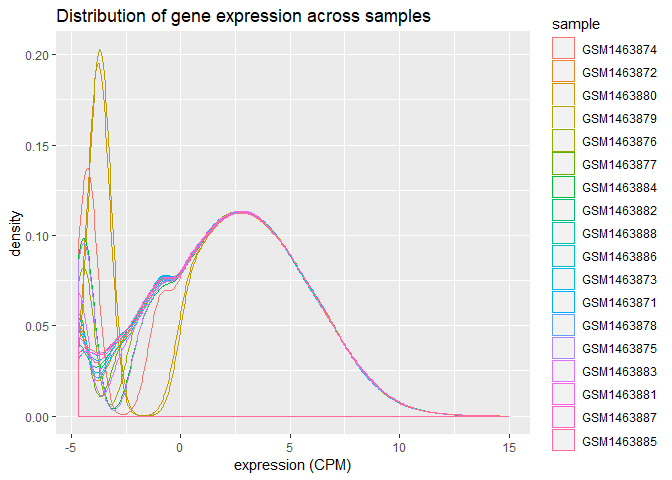 Distribution of gene expression across samples
sample
GSM1463874
GSM1463872
GSM1463880
GSM1463879
GSM1463876
GSM1463877
GSM1463884
GSM1463882
GSM1463888
GSM1463886
GSM1463873
GSM1463871
GSM1463878
GSM1463875
GSM1463883
GSM1463881
GSM1463887
GSM1463885
density
0.20
0.15
0.10
0.05
0.00
-5
0
5
10
15
expression (CPM)